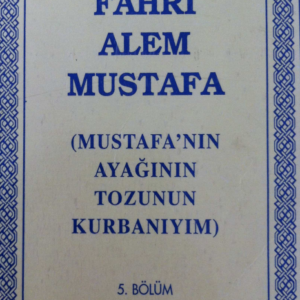 FAHRİ
ALEM
MUSTAFA
(MUSTAFA'NIN
AYAĞININ
TOZUNUN
KURBANIYIM)
5. BÖLÜM